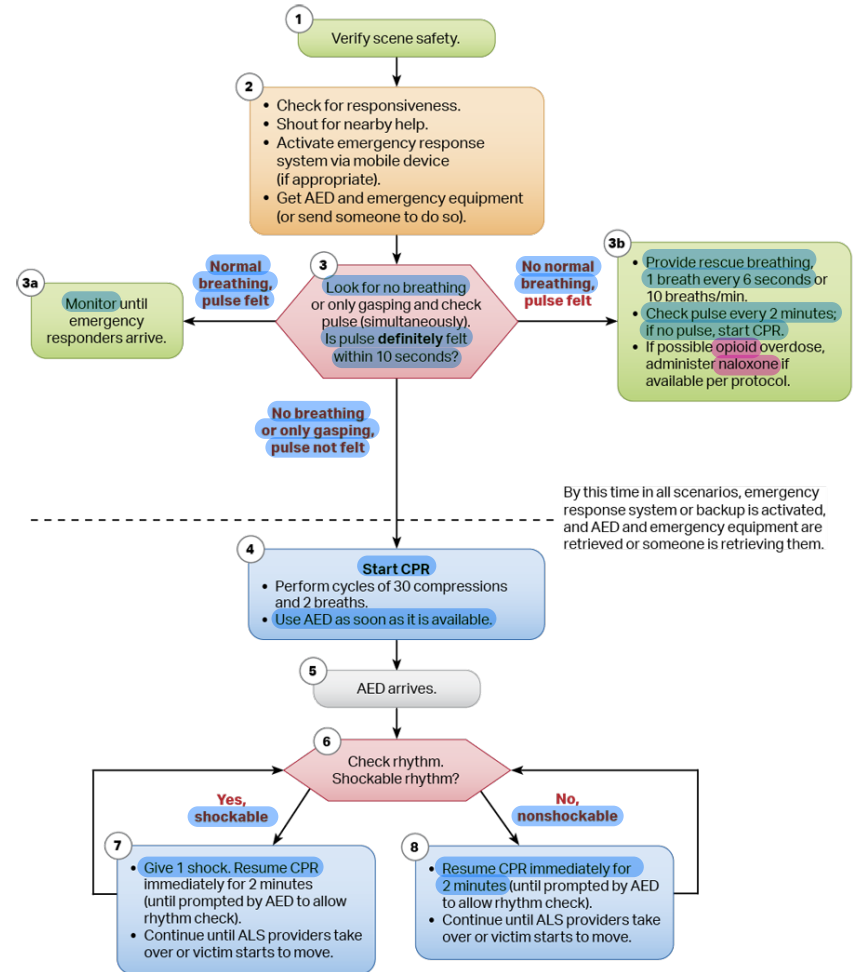 1
Verify scene safety.
2
• Check for responsiveness.
• Shout for nearby help.
• Activate emergency response
system via mobile device
(if appropriate).
• Get AED and emergency equipment
(or send someone to do so).
3a
Monitor until
emergency
responders arrive.
Normal
breathing,
pulse felt
3
Look for no breathing
or only gasping and check
pulse (simultaneously).
Is pulse definitely felt
within 10 seconds?
No normal
breathing,
pulse felt
3b
• Provide rescue breathing,
1 breath every 6 seconds or
10 breaths/min.
• Check pulse every 2 minutes;
if no pulse, start CPR.
• If possible opioid overdose,
administer naloxone if
available per protocol.
No breathing
or only gasping,
pulse not felt
By this time in all scenarios, emergency
response system or backup is activated,
and AED and emergency equipment are
retrieved or someone is retrieving them.
4
Start CPR
• Perform cycles of 30 compressions
and 2 breaths.
• Use AED as soon as it is available.
5
AED arrives.
6
Check rhythm.
Shockable rhythm?
Yes,
shockable
No,
nonshockable
7
• Give 1 shock. Resume CPR
immediately for 2 minutes
(until prompted by AED to allow
rhythm check).
• Continue until ALS providers take
over or victim starts to move.
8
• Resume CPR immediately for
2 minutes (until prompted by AED
to allow rhythm check).
• Continue until ALS providers take
over or victim starts to move.